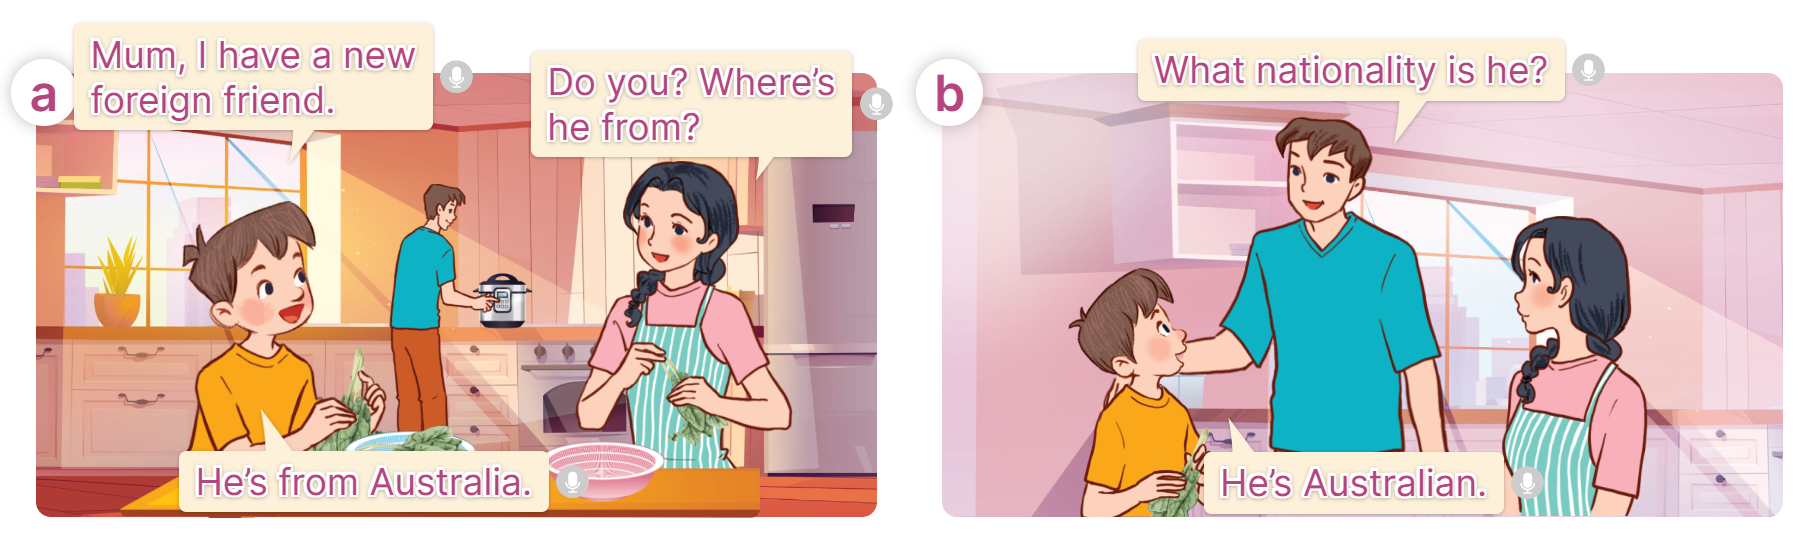 a
Mum, I have a new
foreign friend.
Do you? Where's
he from?
He's from Australia.
b
What nationality is he?
He's Australian.